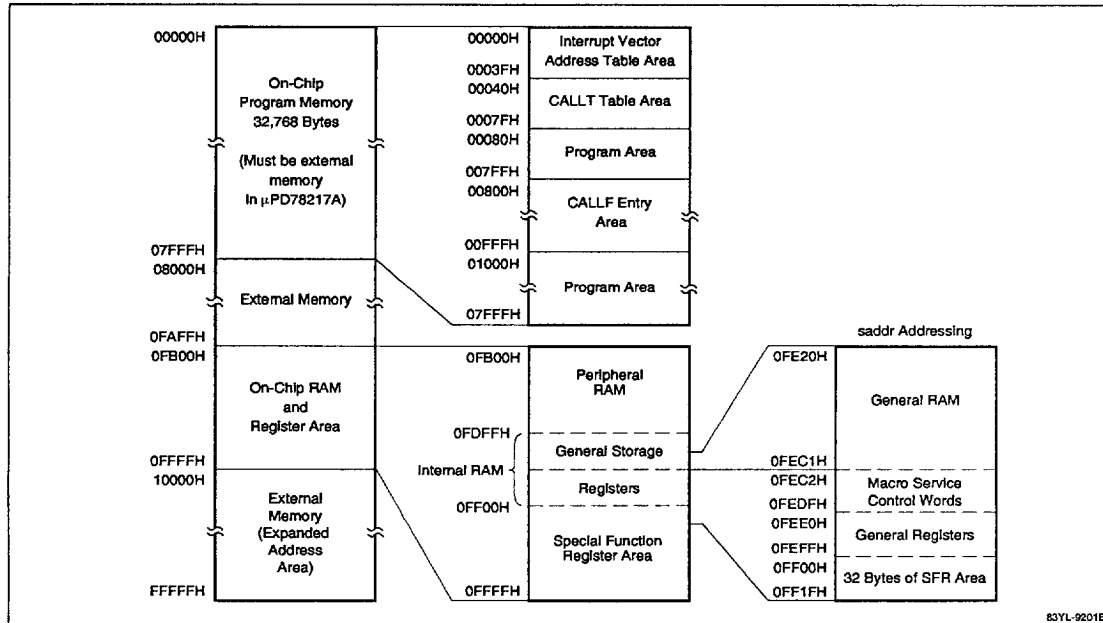 00000H
On-Chip
Program Memory
32,768 Bytes
(Must be external
memory
in μPD78217A)
07FFFH
08000H
External Memory
0FAFFH
0FB00H
On-Chip RAM
and
Register Area
0FFFFH
10000H
External
Memory
(Expanded
Address
Area)
FFFFFH
00000H
Interrupt Vector
Address Table Area
0003FH
00040H
CALLT Table Area
0007FH
00080H
Program Area
007FFH
00800H
CALLF Entry
Area
00FFFH
01000H
Program Area
07FFFH
0FB00H
Peripheral
RAM
0FDFFH
General Storage
Internal RAM
Registers
0FF00H
Special Function
Register Area
0FFFFH
saddr Addressing
0FE20H
General RAM
0FEC1H
0FEC2H
Macro Service
Control Words
0FEDFH
0FEE0H
General Registers
0FEFFH
0FF00H
32 Bytes of SFR Area
0FF1FH
83YL-9201B